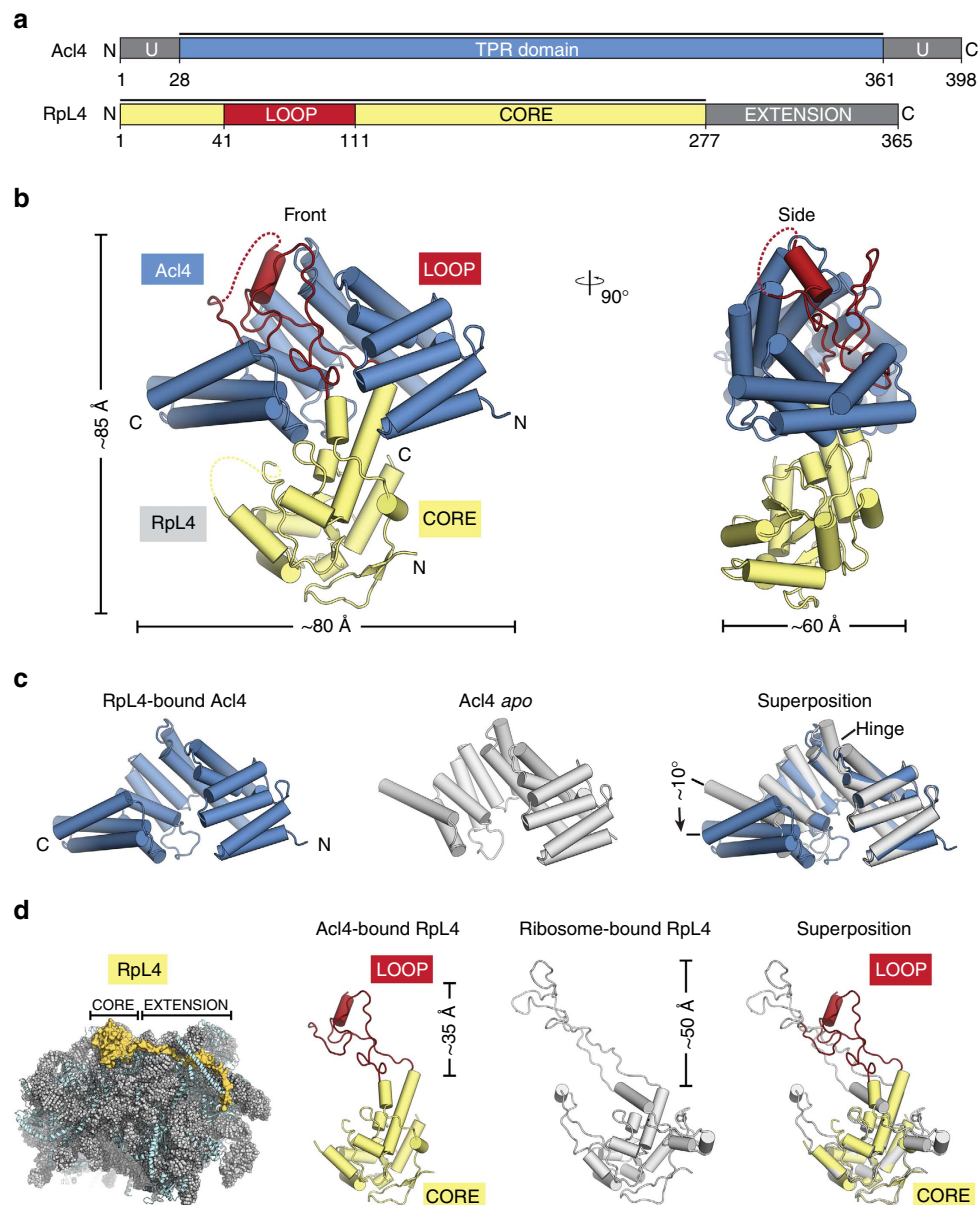 a
Acl4 N U TPR domain U C
1 28 361 398
RpL4 N LOOP CORE EXTENSION C
1 41 111 277 365
b
Front Side
Acl4 LOOP
90°
~85 Å
C N
C
RpL4 CORE
N
~80 Å ~60 Å
c
RpL4-bound Acl4 Acl4 apo Superposition
Hinge
~10°
C N
d
Acl4-bound RpL4 Ribosome-bound RpL4 Superposition
RpL4 LOOP LOOP
CORE EXTENSION
~35 Å ~50 Å
CORE CORE